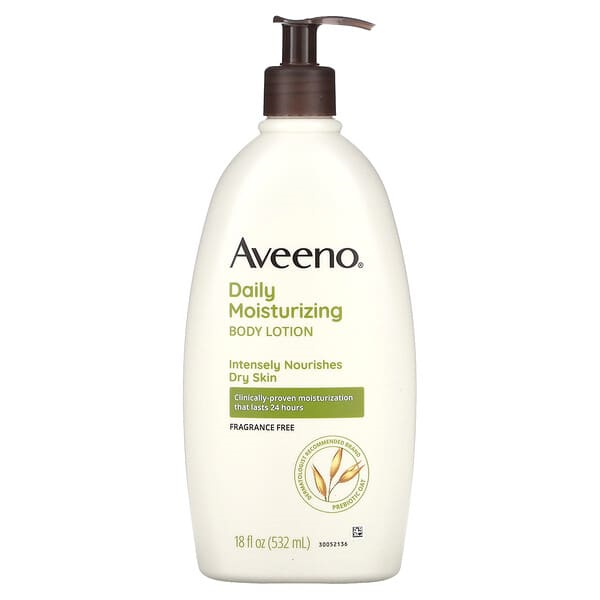 Aveeno®
Daily
Moisturizing
BODY LOTION
Intensely Nourishes
Dry Skin
Clinically-proven moisturization
that lasts 24 hours
FRAGRANCE FREE
DERMATOLOGIST RECOMMENDED BRAND
PREBIOTIC OAT
18 fl oz (532 mL)
30052136